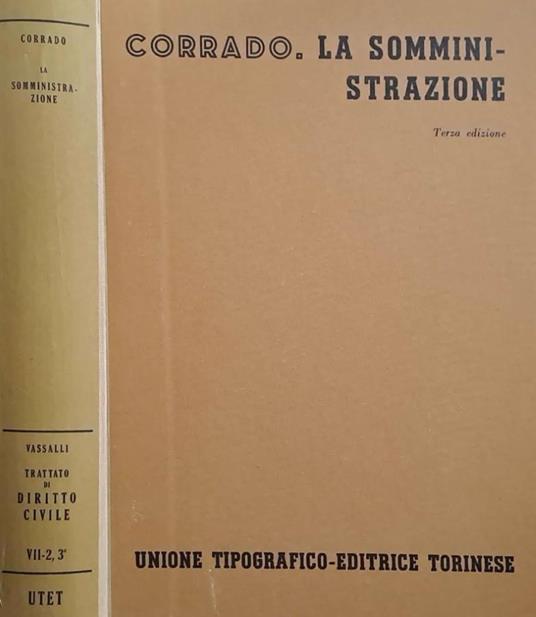 CORRADO
LA
SOMMINISTRA-
ZIONE
VASSALLI
TRATTATO
DI
DIRITTO
CIVILE
VII-2, 3ª
UTET
CORRADO. LA SOMMINI-
STRAZIONE
Terza edizione
UNIONE TIPOGRAFICO-EDITRICE TORINESE